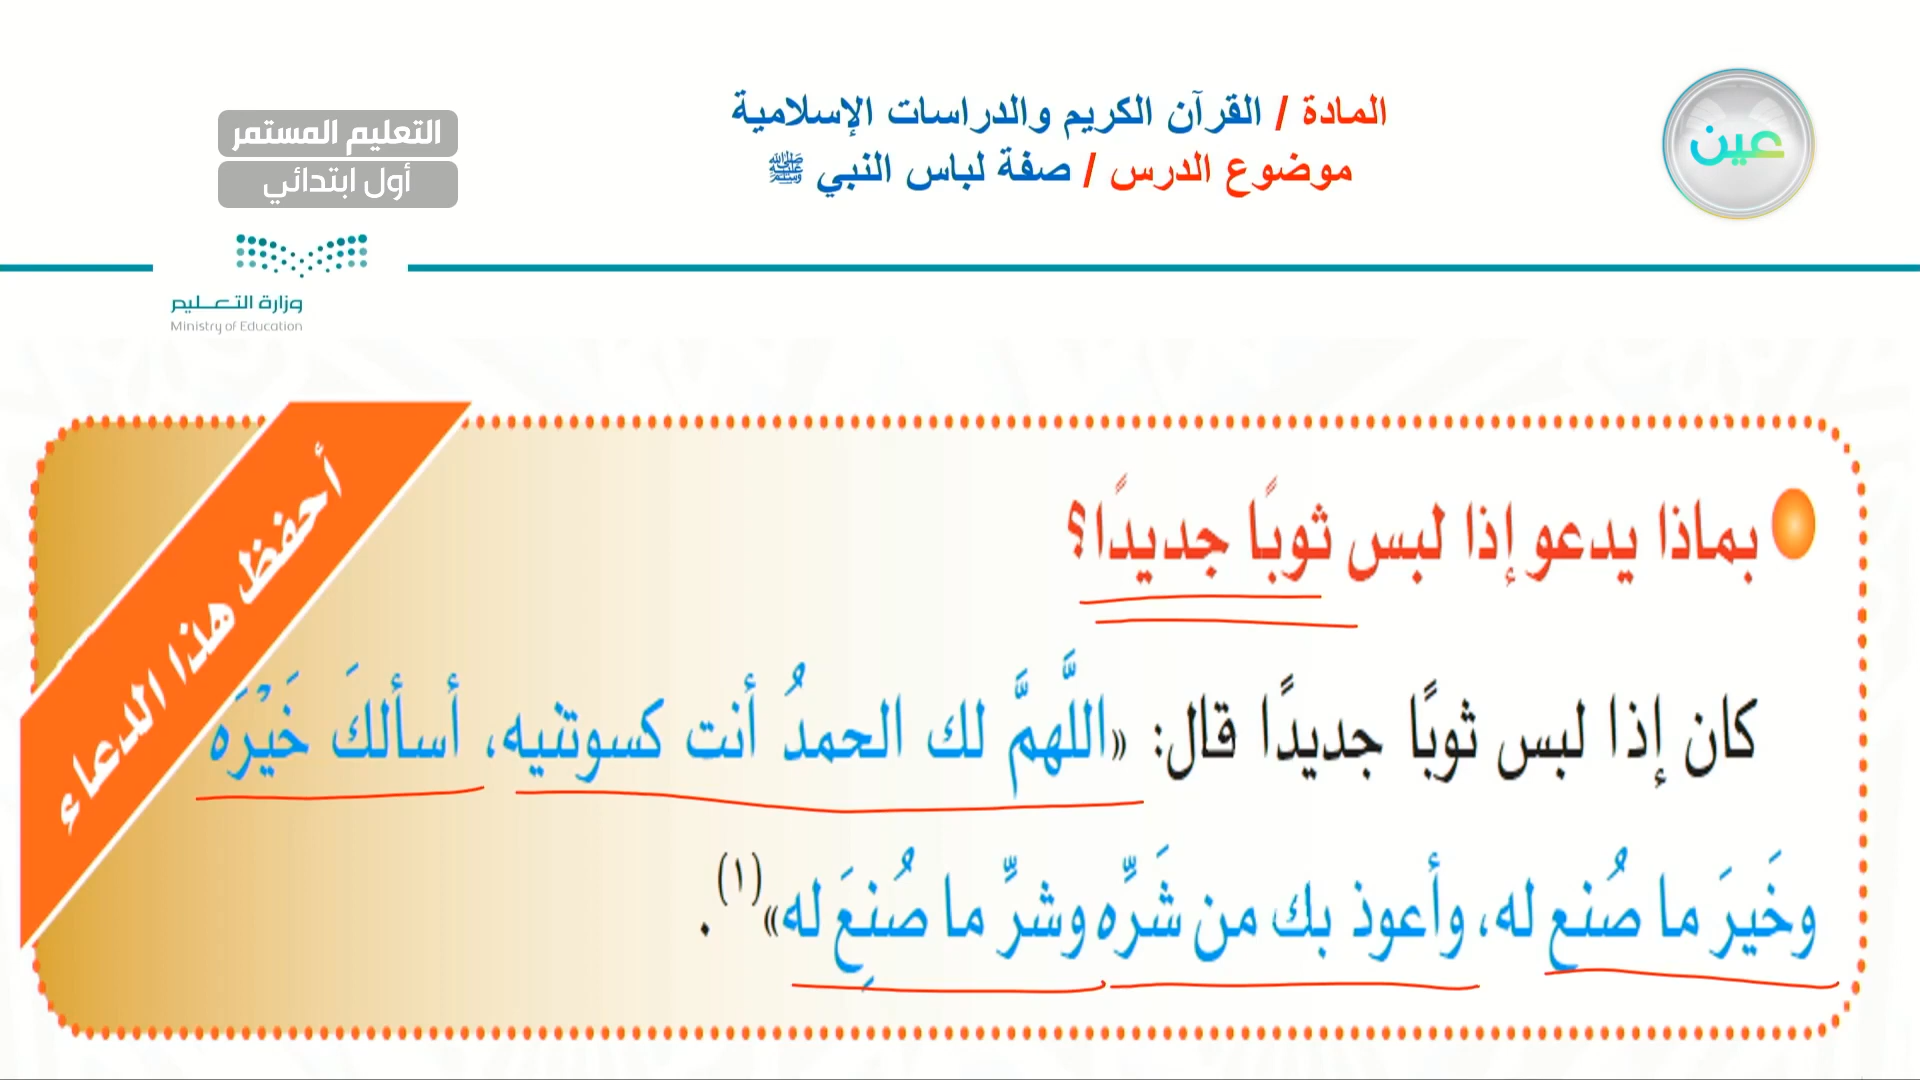 المادة / القرآن الكريم والدراسات الإسلامية
موضوع الدرس / صفة لباس النبي ﷺ
عين
التعليم المستمر
أول ابتدائي
وزارة التعـــليم
Ministry of Education
أحفظ هذا الدعاء
بماذا يدعو إذا لبس ثوبًا جديدًا؟
كان إذا لبس ثوبًا جديدًا قال: «اللَّهمَّ لك الحمدُ أنت كسوتنيه، أسألكَ خَيْرَه
وخَيرَ ما صُنع له، وأعوذ بك من شَرِّه وشرِّ ما صُنِعَ له»(١).